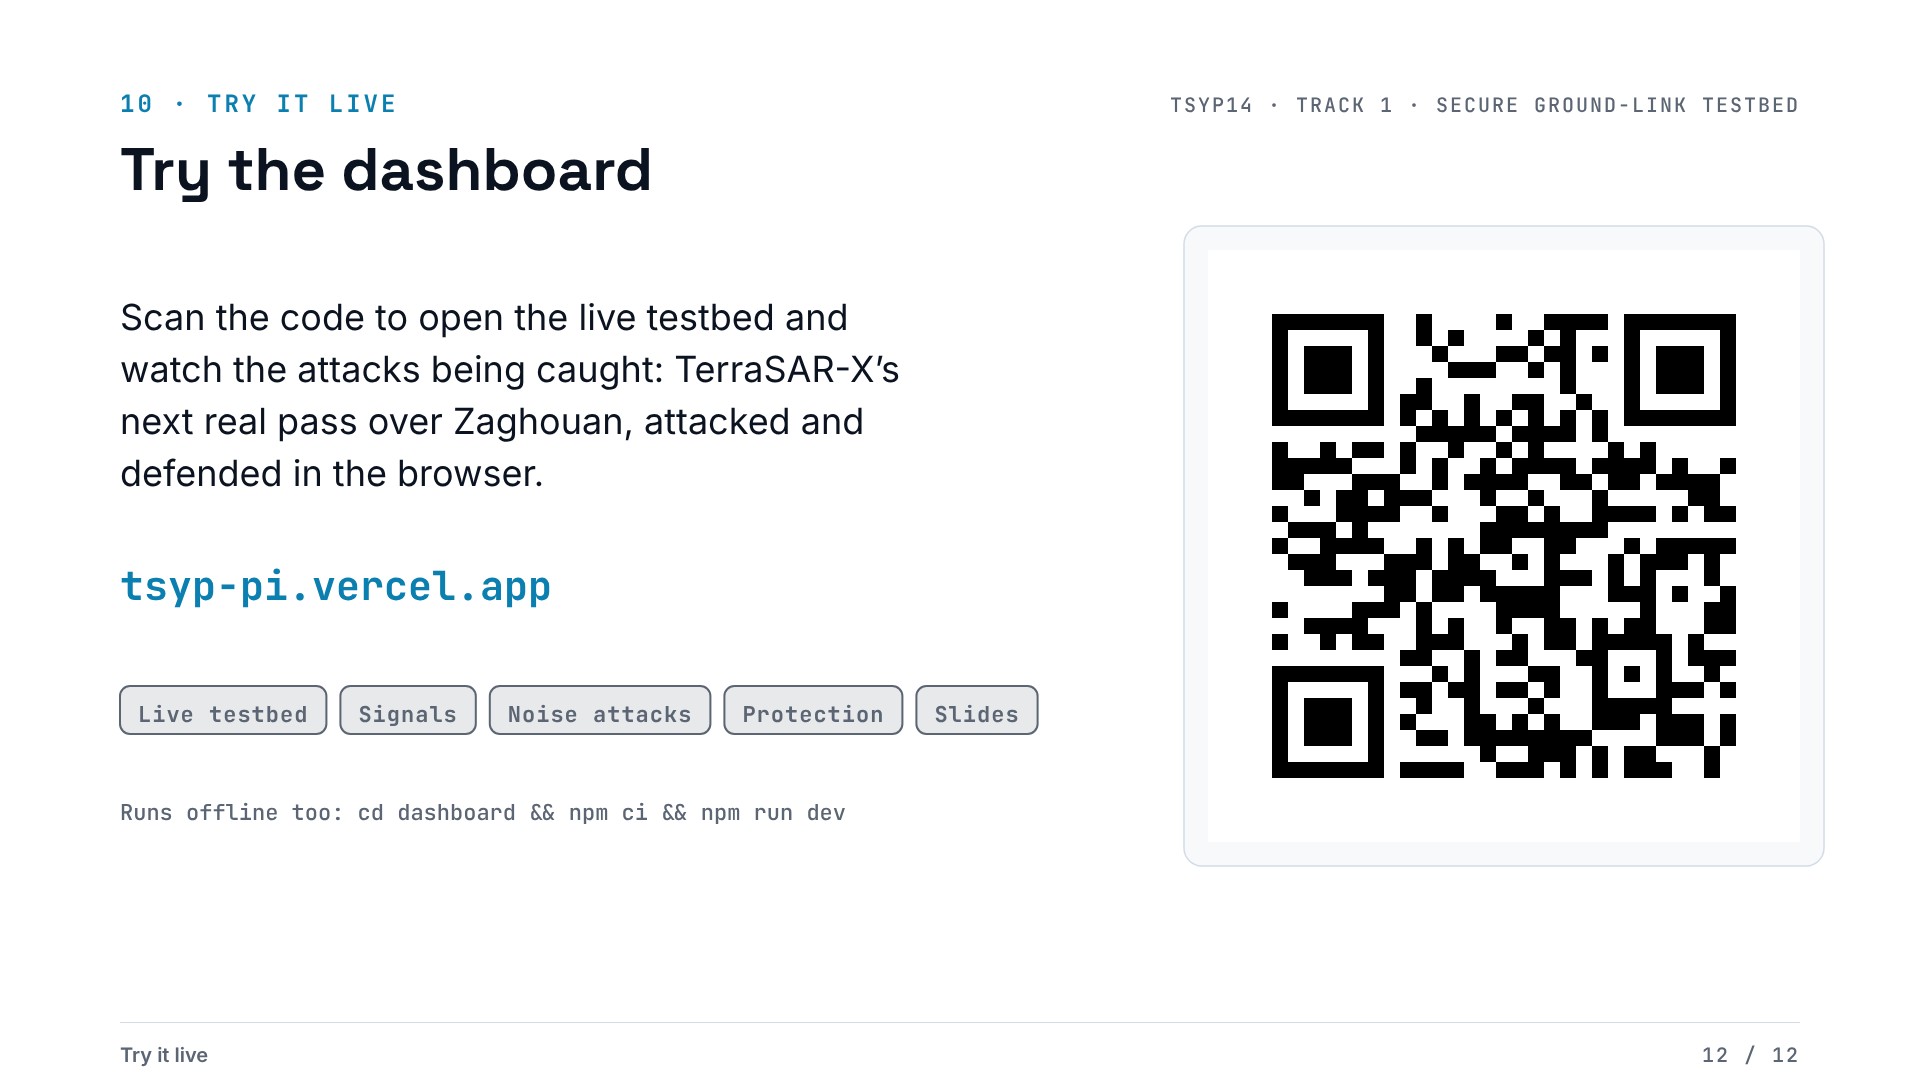 10 · TRY IT LIVE
TSYP14 · TRACK 1 · SECURE GROUND-LINK TESTBED
Try the dashboard
Scan the code to open the live testbed and
watch the attacks being caught: TerraSAR-X’s
next real pass over Zaghouan, attacked and
defended in the browser.
tsyp-pi.vercel.app
Live testbed Signals Noise attacks Protection Slides
Runs offline too: cd dashboard && npm ci && npm run dev
Try it live
12 / 12